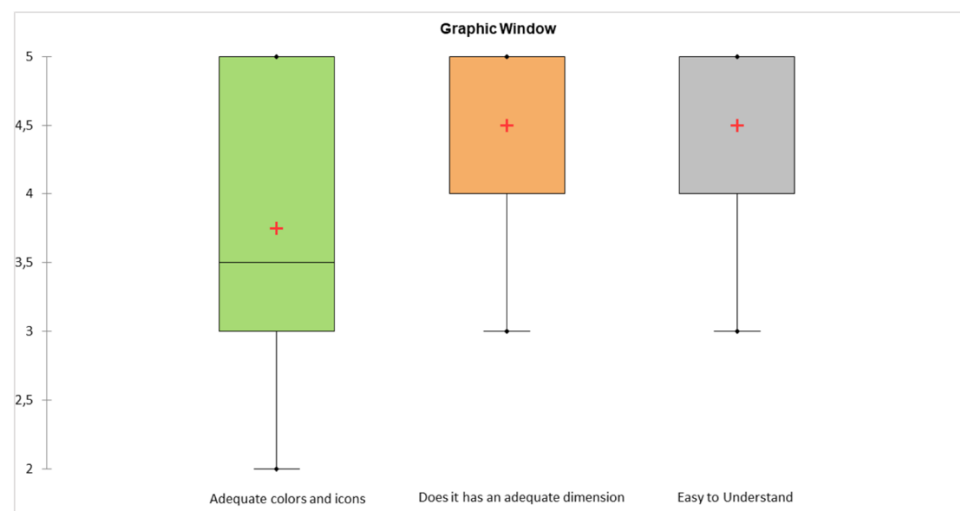 Graphic Window
5
4,5
4
3,5
3
2,5
2
Adequate colors and icons
Does it has an adequate dimension
Easy to Understand